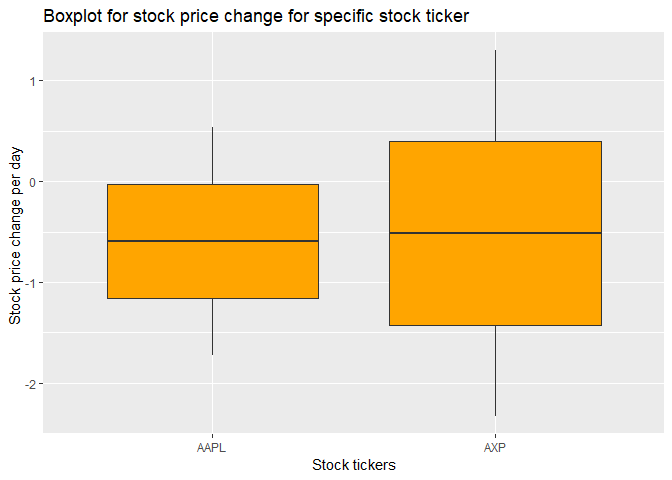 Boxplot for stock price change for specific stock ticker
Stock price change per day
1
0
-1
-2
AAPL
AXP
Stock tickers